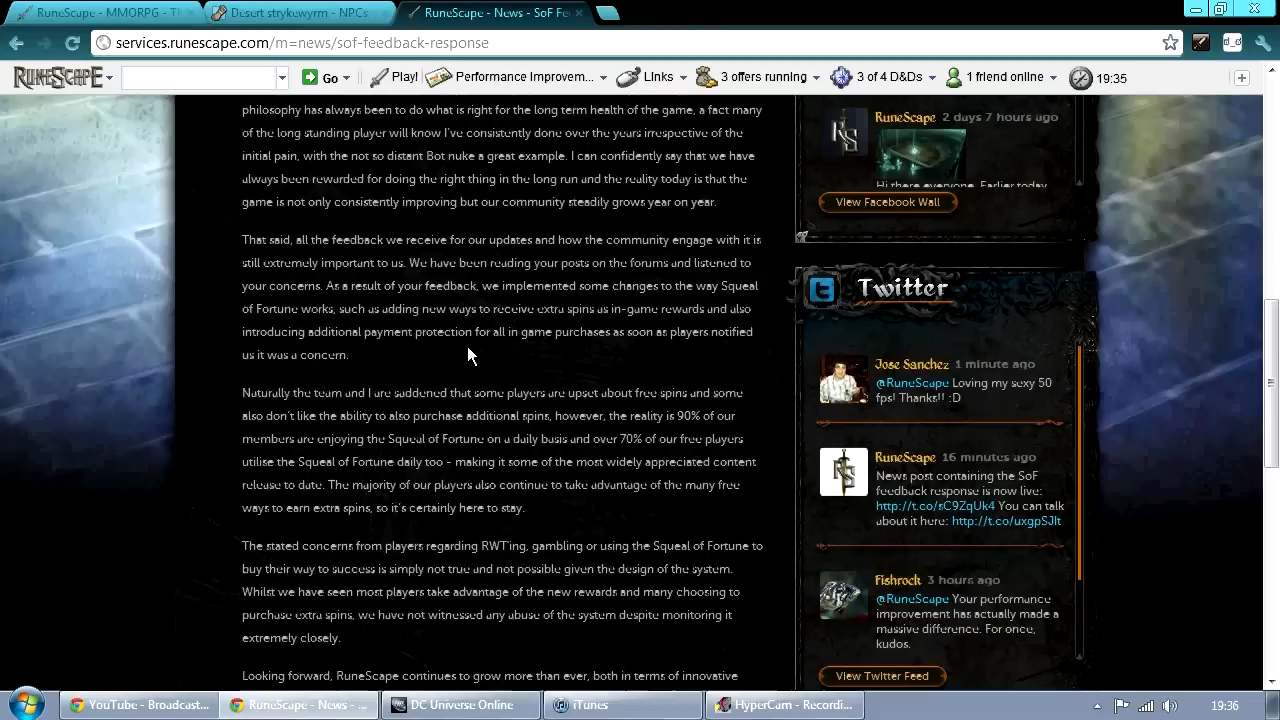 RuneScape - MMORPG - Th
Desert strykewyrm - NPCs
RuneScape - News - SoF Fe
services.runescape.com/m=news/sof-feedback-response
RuneScape
Go
Play!
Performance Improvem...
Links
3 offers running
3 of 4 D&Ds
1 friend online
19:35
philosophy has always been to do what is right for the long term health of the game, a fact many
of the long standing player will know I've consistently done over the years irrespective of the
initial pain, with the not so distant Bot nuke a great example. I can confidently say that we have
always been rewarded for doing the right thing in the long run and the reality today is that the
game is not only consistently improving but our community steadily grows year on year.
That said, all the feedback we receive for our updates and how the community engage with it is
still extremely important to us. We have been reading your posts on the forums and listened to
your concerns. As a result of your feedback, we implemented some changes to the way Squeal
of Fortune works, such as adding new ways to receive extra spins as in-game rewards and also
introducing additional payment protection for all in game purchases as soon as players notified
us it was a concern.
Naturally the team and I are saddened that some players are upset about free spins and some
also don't like the ability to also purchase additional spins, however, the reality is 90% of our
members are enjoying the Squeal of Fortune on a daily basis and over 70% of our free players
utilise the Squeal of Fortune daily too - making it some of the most widely appreciated content
release to date. The majority of our players also continue to take advantage of the many free
ways to earn extra spins, so it's certainly here to stay.
The stated concerns from players regarding RWT'ing, gambling or using the Squeal of Fortune to
buy their way to success is simply not true and not possible given the design of the system.
Whilst we have seen most players take advantage of the new rewards and many choosing to
purchase extra spins, we have not witnessed any abuse of the system despite monitoring it
extremely closely.
Looking forward, RuneScape continues to grow more than ever, both in terms of innovative
RuneScape 2 days 7 hours ago
Hi there everyone. Earlier today
View Facebook Wall
Twitter
Jose Sanchez 1 minute ago
@RuneScape Loving my sexy 50
fps! Thanks!! :D
RuneScape 16 minutes ago
News post containing the SoF
feedback response is now live:
http://t.co/sC9ZqUk4 You can talk
about it here: http://t.co/uxgpSJlt
Fishrock 3 hours ago
@RuneScape Your performance
improvement has actually made a
massive difference. For once,
kudos.
View Twitter Feed
YouTube - Broadcast...
RuneScape - News - ...
DC Universe Online
iTunes
HyperCam - Recordi...
19:36